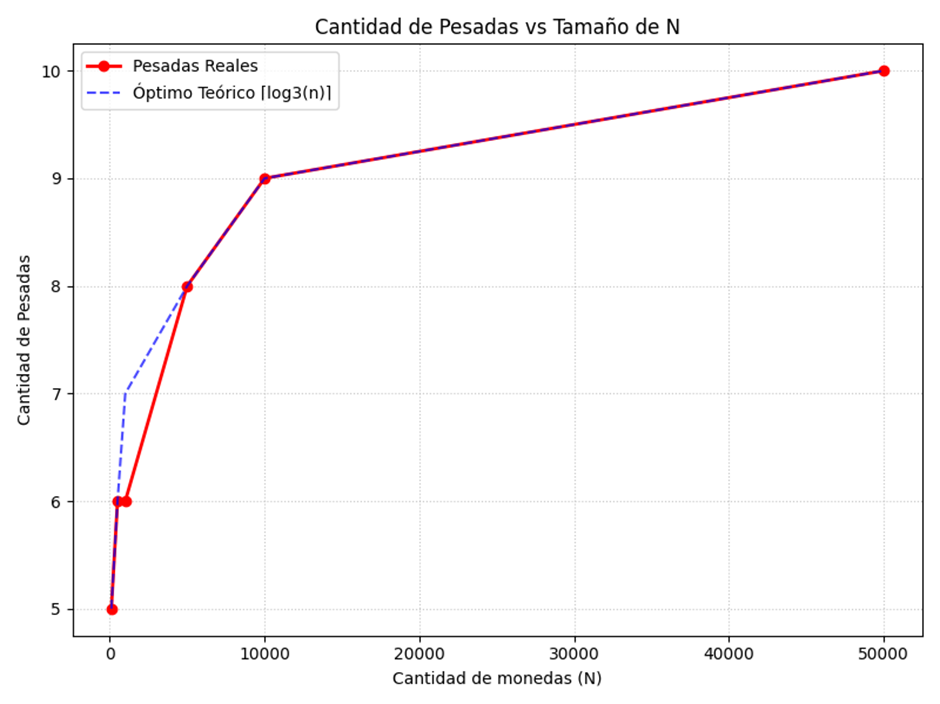 Cantidad de Pesadas vs Tamaño de N
Pesadas Reales
Óptimo Teórico ⌈log3(n)⌉
10
9
8
7
6
5
Cantidad de Pesadas
0 10000 20000 30000 40000 50000
Cantidad de monedas (N)